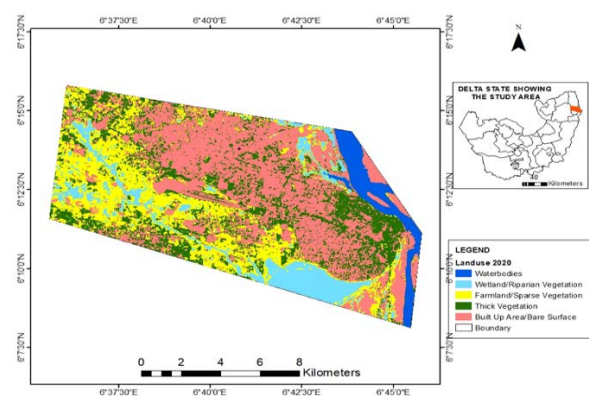 6°37'30"E 6°40'0"E 6°42'30"E 6°45'0"E
N
6°17'30"N 6°17'30"N
6°15'0"N 6°15'0"N
6°12'30"N 6°12'30"N
6°10'0"N 6°10'0"N
6°7'30"N 6°7'30"N
DELTA STATE SHOWING
THE STUDY AREA
Kilometers
LEGEND
Landuse 2020
Waterbodies
Wetland/Riparian Vegetation
Farmland/Sparse Vegetation
Thick Vegetation
Built Up Area/Bare Surface
Boundary
0 2 4 6 8
Kilometers
6°37'30"E 6°40'0"E 6°42'30"E 6°45'0"E